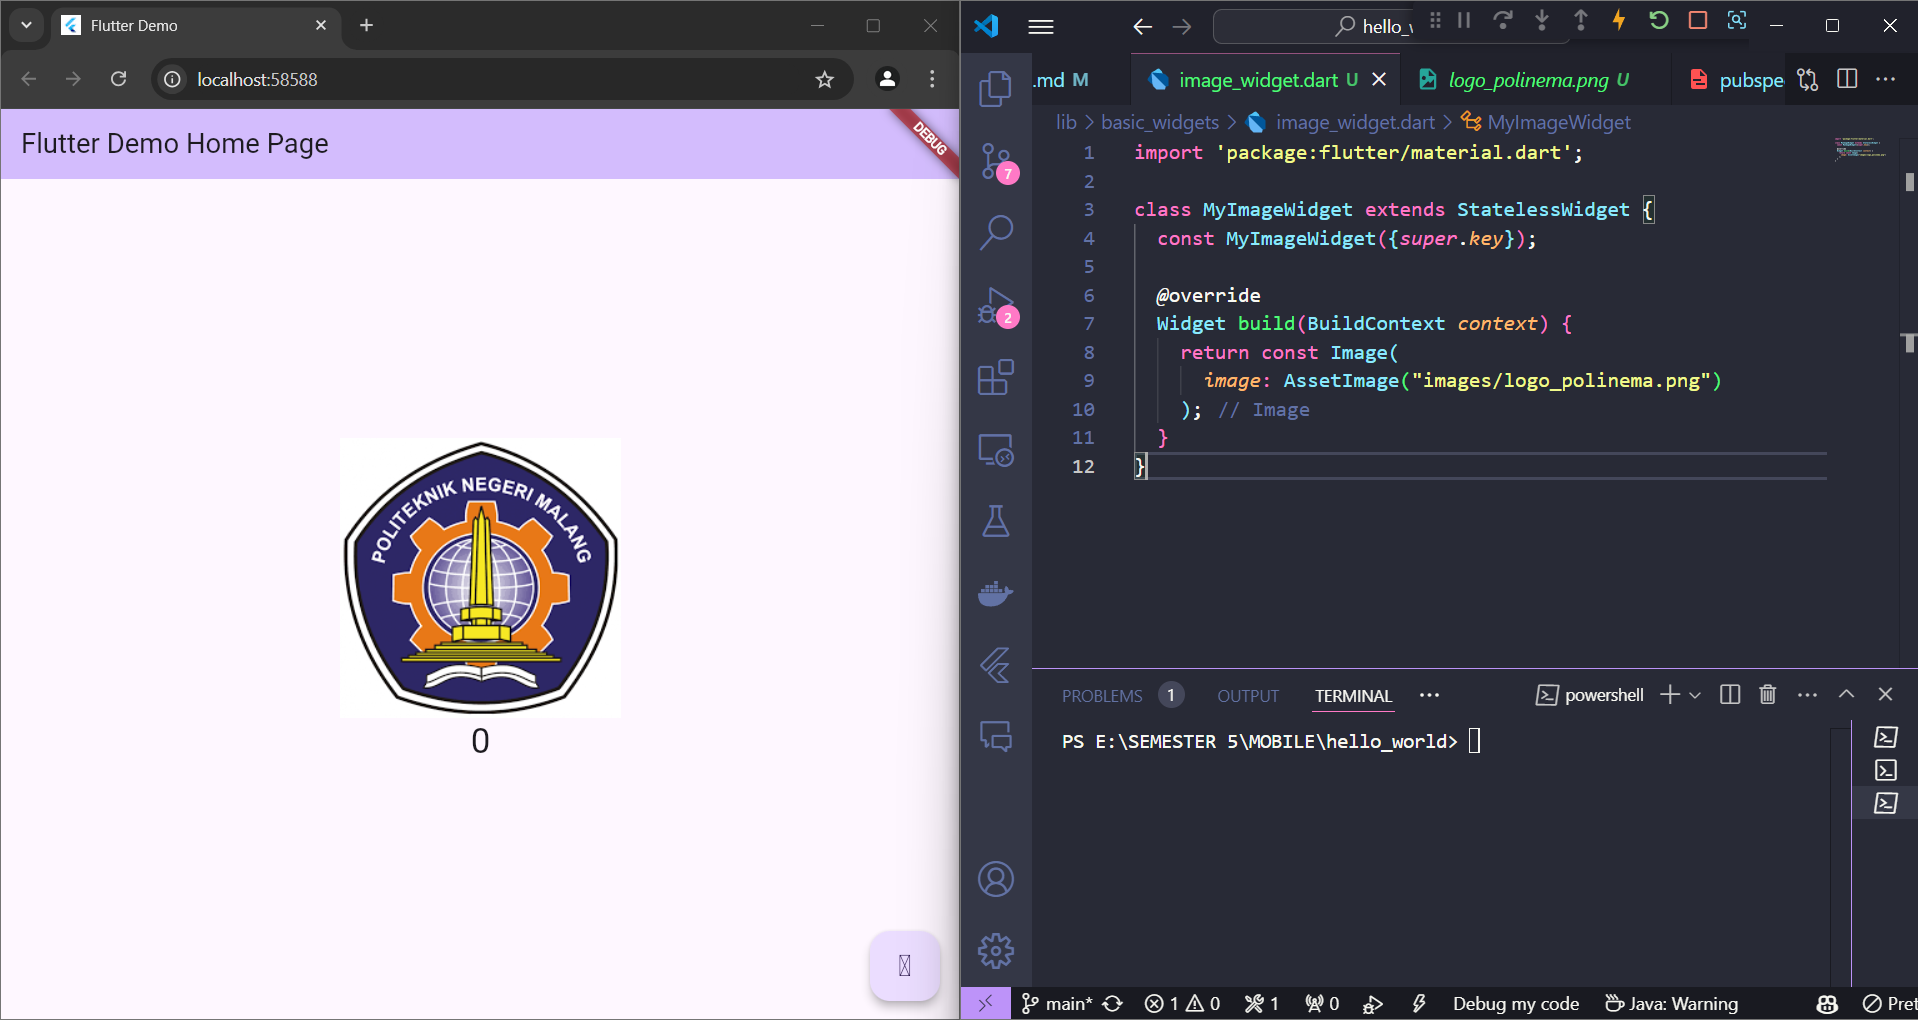 Flutter Demo
localhost:58588
Flutter Demo Home Page
DEBUG
POLITEKNIK NEGERI MALANG
0
hello_w
.md M
image_widget.dart U
logo_polinema.png U
pubspe
lib > basic_widgets > image_widget.dart > MyImageWidget
7
2
1 import 'package:flutter/material.dart';
2
3 class MyImageWidget extends StatelessWidget {
4 const MyImageWidget({super.key});
5
6 @override
7 Widget build(BuildContext context) {
8 return const Image(
9 image: AssetImage("images/logo_polinema.png")
10 ); // Image
11 }
12 }
PROBLEMS 1 OUTPUT TERMINAL ... powershell
PS E:\SEMESTER 5\MOBILE\hello_world>
main* 1 0 1 0 Debug my code Java: Warning Pret